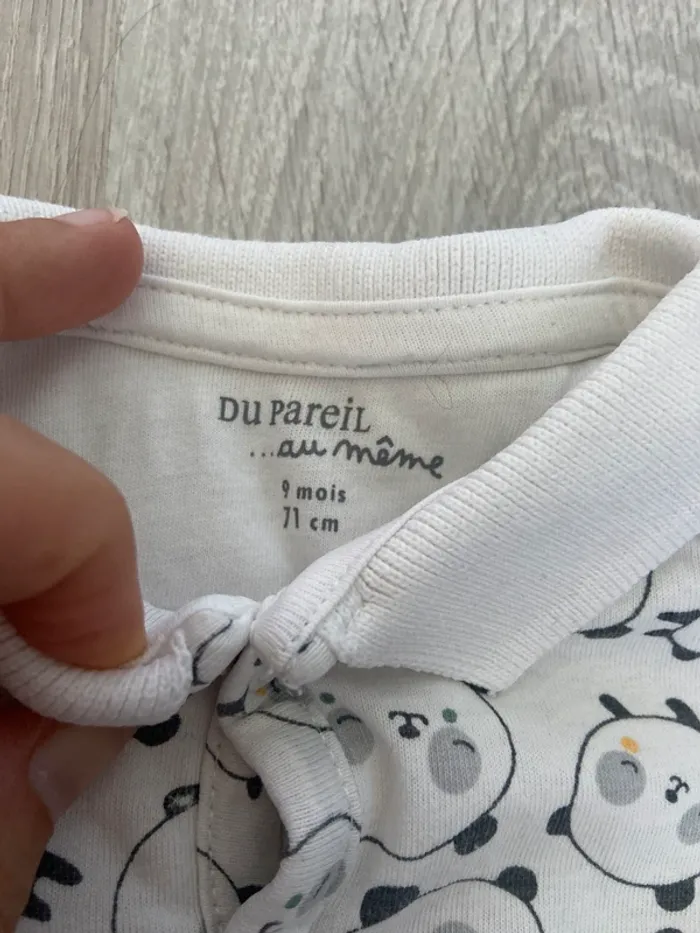 Du Pareil
...au même
9 mois
71 cm